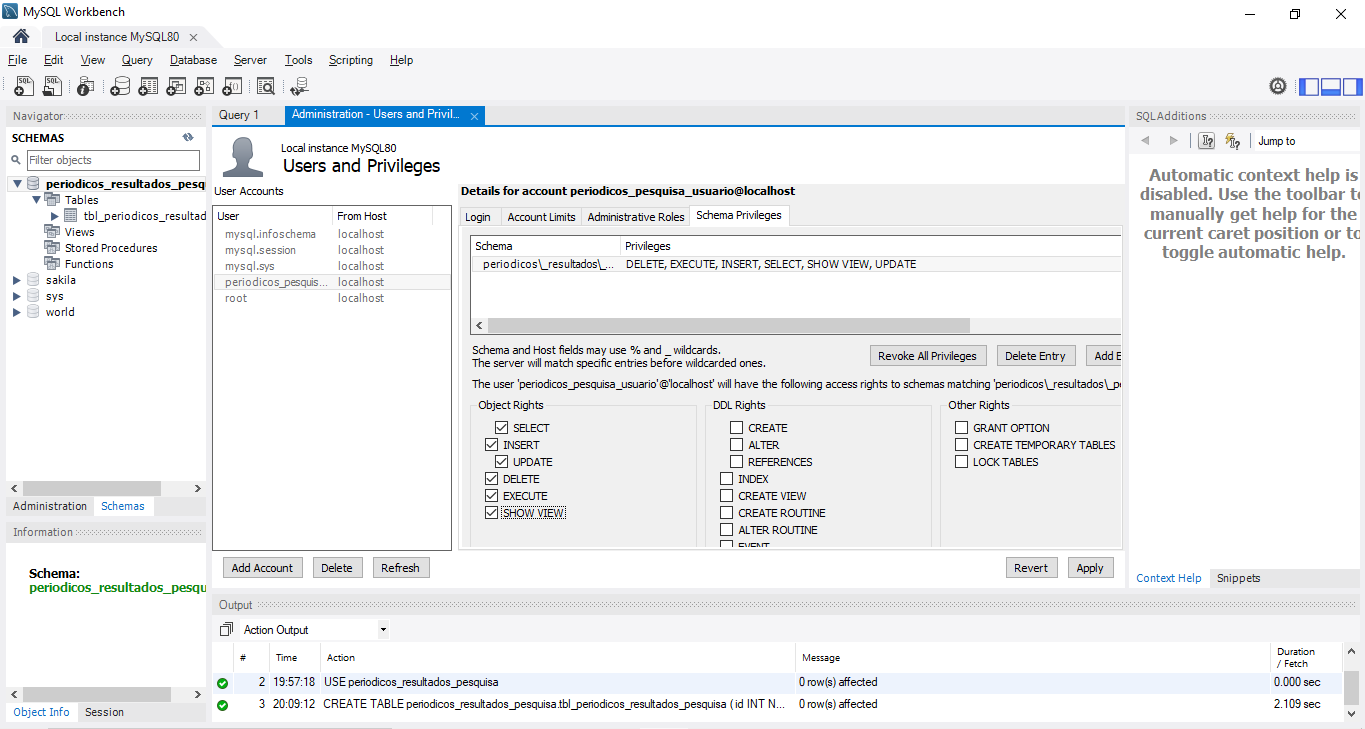 MySQL Workbench
Local instance MySQL80
File Edit View Query Database Server Tools Scripting Help
Navigator
SCHEMAS
Filter objects
periodicos_resultados_pesq
Tables
tbl_periodicos_resultad
Views
Stored Procedures
Functions
sakila
sys
world
Administration Schemas
Information
Schema:
periodicos_resultados_pesqu
Object Info Session
Query 1 Administration - Users and Privil...
Local instance MySQL80
Users and Privileges
User Accounts
User From Host
mysql.infoschema localhost
mysql.session localhost
mysql.sys localhost
periodicos_pesquis... localhost
root localhost
Add Account Delete Refresh
Details for account periodicos_pesquisa_usuario@localhost
Login Account Limits Administrative Roles Schema Privileges
Schema Privileges
periodicos\_resultados\_... DELETE, EXECUTE, INSERT, SELECT, SHOW VIEW, UPDATE
Schema and Host fields may use % and _ wildcards.
The server will match specific entries before wildcarded ones.
Revoke All Privileges Delete Entry Add E
The user 'periodicos_pesquisa_usuario'@'localhost' will have the following access rights to schemas matching 'periodicos\_resultados\_pe
Object Rights
SELECT
INSERT
UPDATE
DELETE
EXECUTE
SHOW VIEW
DDL Rights
CREATE
ALTER
REFERENCES
INDEX
CREATE VIEW
CREATE ROUTINE
ALTER ROUTINE
EVENT
Other Rights
GRANT OPTION
CREATE TEMPORARY TABLES
LOCK TABLES
Revert Apply
SQLAdditions
Jump to
Automatic context help is
disabled. Use the toolbar to
manually get help for the
current caret position or to
toggle automatic help.
Context Help Snippets
Output
Action Output
# Time Action Message Duration / Fetch
2 19:57:18 USE periodicos_resultados_pesquisa 0 row(s) affected 0.000 sec
3 20:09:12 CREATE TABLE periodicos_resultados_pesquisa.tbl_periodicos_resultados_pesquisa ( id INT N... 0 row(s) affected 2.109 sec